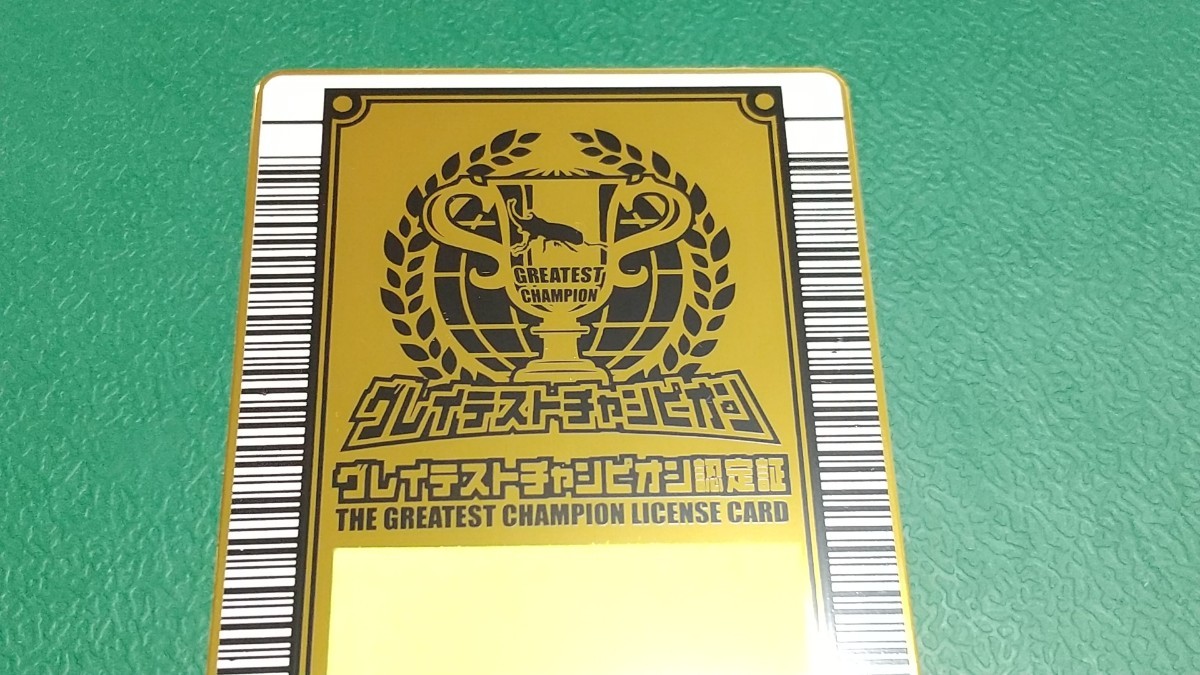 GREATEST
CHAMPION
グレイテストチャンピオン
グレイテストチャンピオン認定証
THE GREATEST CHAMPION LICENSE CARD